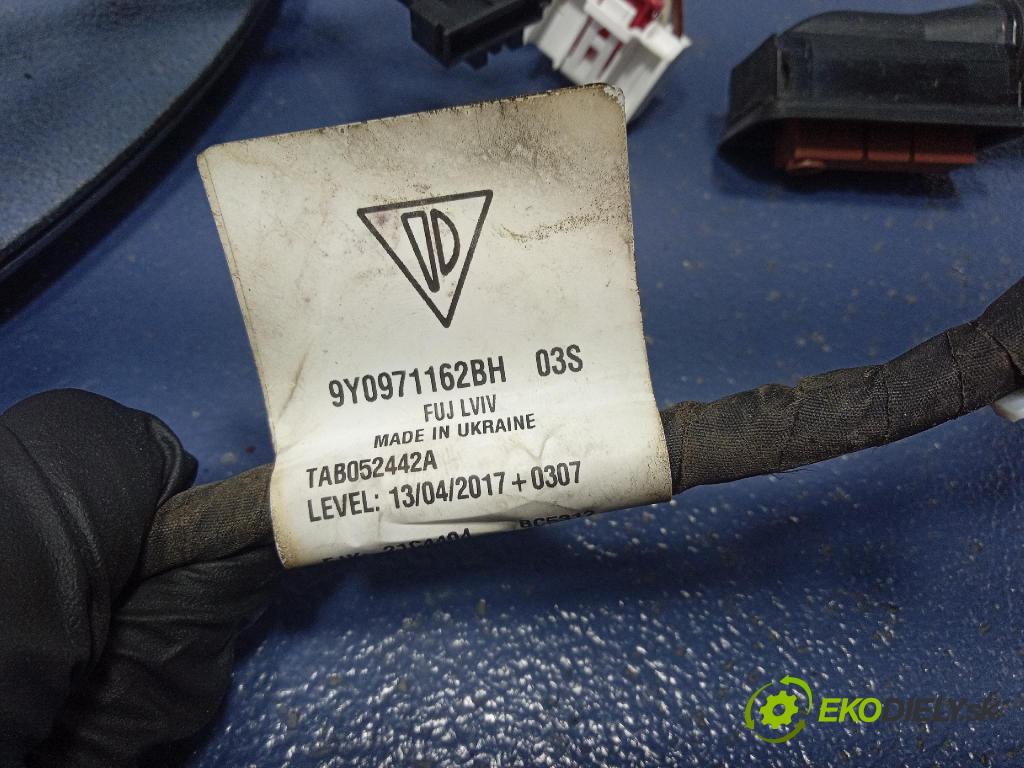 9Y0971162BH 03S
FUJ LVIV
MADE IN UKRAINE
TAB052442A
LEVEL: 13/04/2017 + 0307
EKODIELY.sk